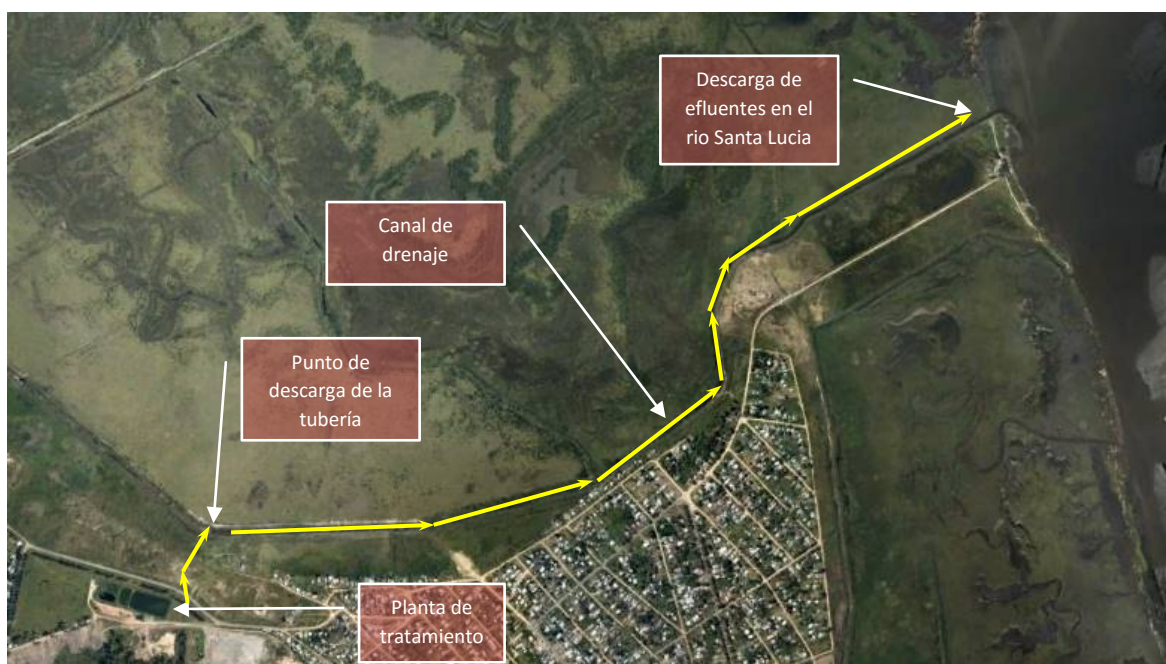 Descarga de
efluentes en el
rio Santa Lucia
Canal de
drenaje
Punto de
descarga de la
tubería
Planta de
tratamiento